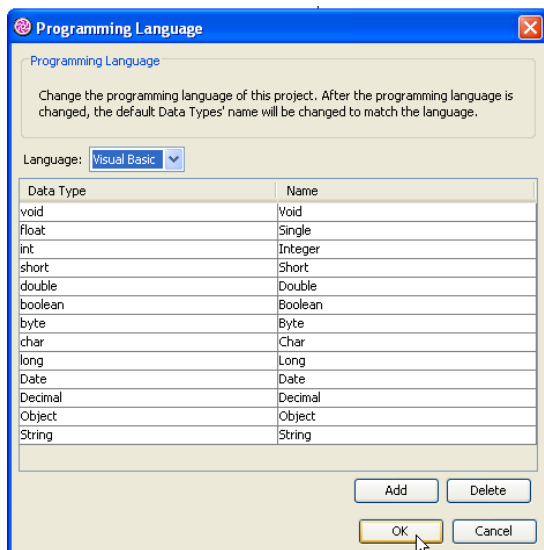 Programming Language
Programming Language
Change the programming language of this project. After the programming language is
changed, the default Data Types' name will be changed to match the language.
Language: Visual Basic
Data Type Name
void Void
float Single
int Integer
short Short
double Double
boolean Boolean
byte Byte
char Char
long Long
Date Date
Decimal Decimal
Object Object
String String
Add Delete
OK Cancel